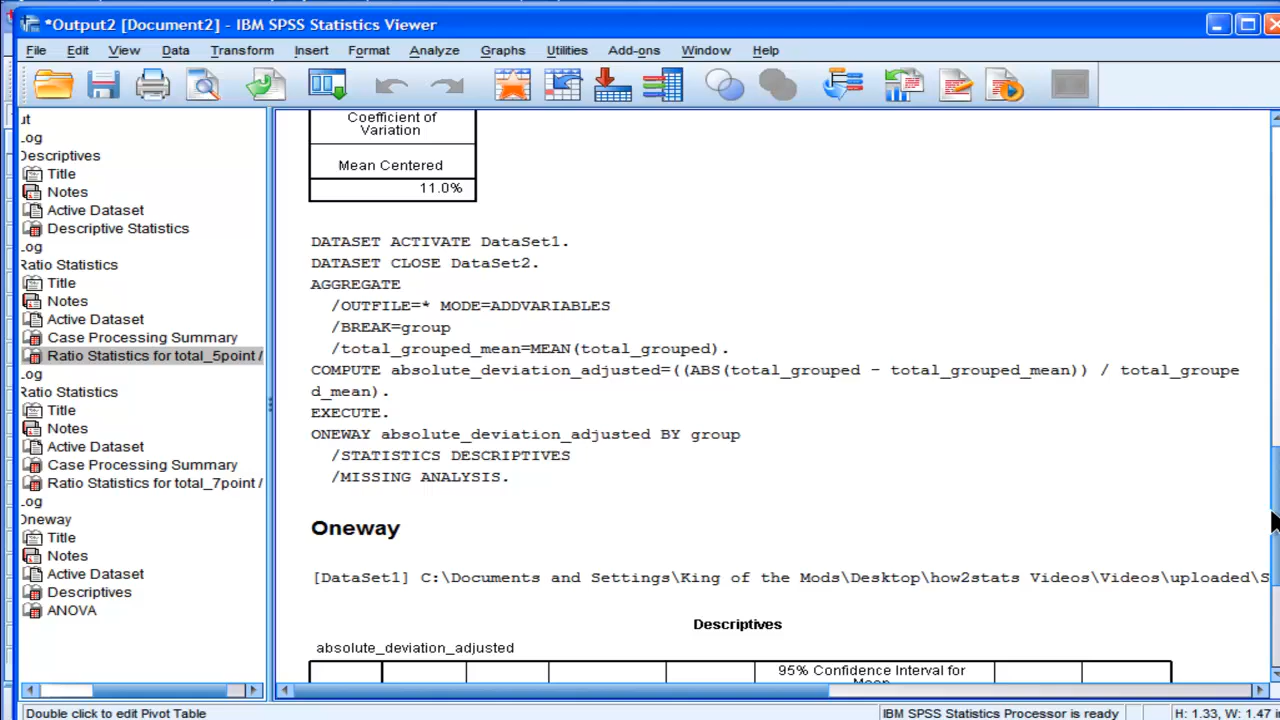 *Output2 [Document2] - IBM SPSS Statistics Viewer
File Edit View Data Transform Insert Format Analyze Graphs Utilities Add-ons Window Help
ut
Log
Descriptives
Title
Notes
Active Dataset
Descriptive Statistics
Log
Ratio Statistics
Title
Notes
Active Dataset
Case Processing Summary
Ratio Statistics for total_5point /
Log
Ratio Statistics
Title
Notes
Active Dataset
Case Processing Summary
Ratio Statistics for total_7point /
Log
Oneway
Title
Notes
Active Dataset
Descriptives
ANOVA
Coefficient of
Variation
Mean Centered
11.0%
DATASET ACTIVATE DataSet1.
DATASET CLOSE DataSet2.
AGGREGATE
/OUTFILE=* MODE=ADDVARIABLES
/BREAK=group
/total_grouped_mean=MEAN(total_grouped).
COMPUTE absolute_deviation_adjusted=((ABS(total_grouped - total_grouped_mean)) / total_groupe
d_mean).
EXECUTE.
ONEWAY absolute_deviation_adjusted BY group
/STATISTICS DESCRIPTIVES
/MISSING ANALYSIS.
Oneway
[DataSet1] C:\Documents and Settings\King of the Mods\Desktop\how2stats Videos\Videos\uploaded\S
Descriptives
absolute_deviation_adjusted
95% Confidence Interval for
Mean
Double click to edit Pivot Table
IBM SPSS Statistics Processor is ready
H: 1.33, W: 1.47 in